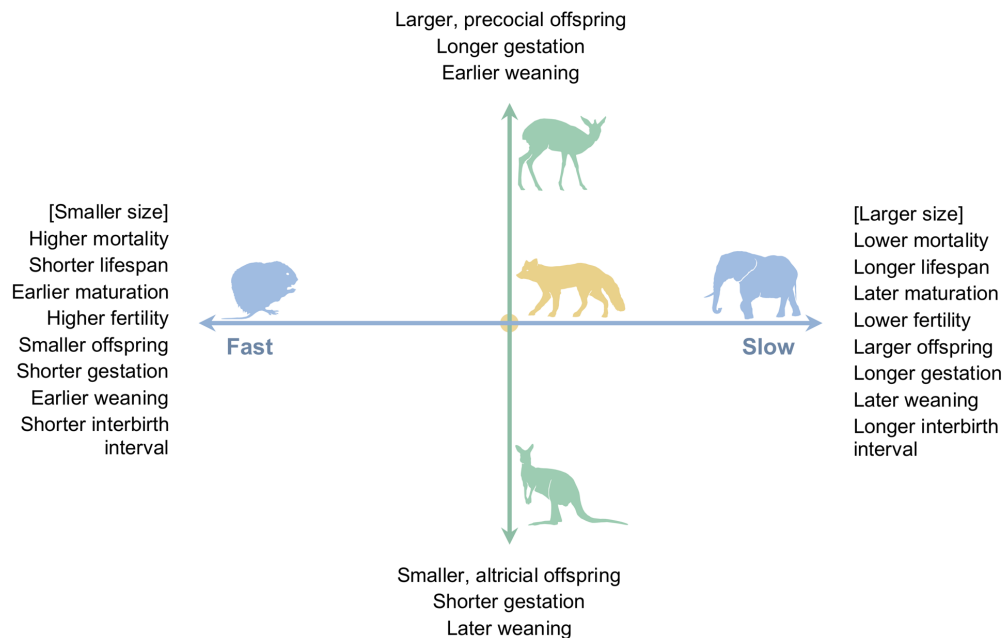 Larger, precocial offspring
Longer gestation
Earlier weaning
[Smaller size]
Higher mortality
Shorter lifespan
Earlier maturation
Higher fertility
Smaller offspring
Shorter gestation
Earlier weaning
Shorter interbirth
interval
Fast
Slow
[Larger size]
Lower mortality
Longer lifespan
Later maturation
Lower fertility
Larger offspring
Longer gestation
Later weaning
Longer interbirth
interval
Smaller, altricial offspring
Shorter gestation
Later weaning